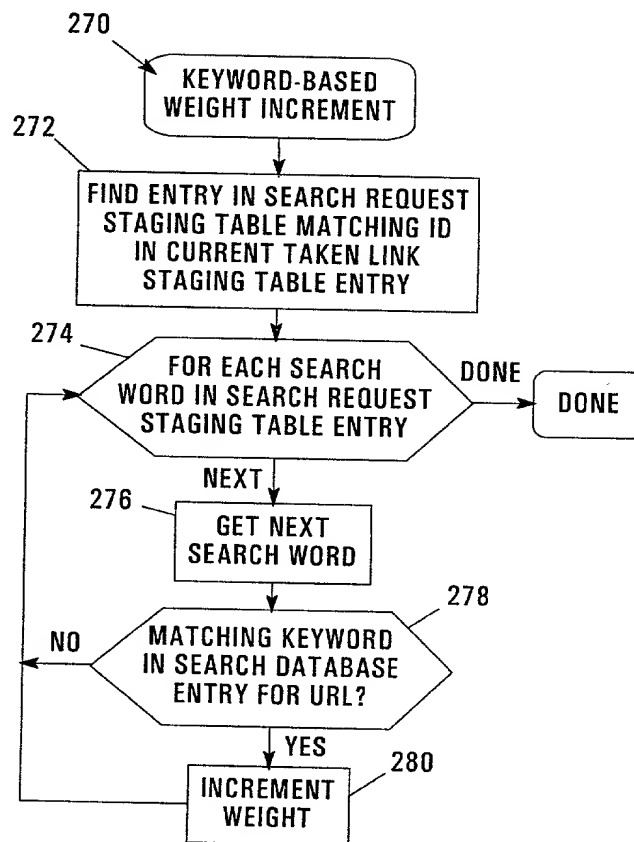 270
KEYWORD-BASED
WEIGHT INCREMENT
272
FIND ENTRY IN SEARCH REQUEST
STAGING TABLE MATCHING ID
IN CURRENT TAKEN LINK
STAGING TABLE ENTRY
274
FOR EACH SEARCH
WORD IN SEARCH REQUEST
STAGING TABLE ENTRY
DONE
DONE
NEXT
276
GET NEXT
SEARCH WORD
278
NO
MATCHING KEYWORD
IN SEARCH DATABASE
ENTRY FOR URL?
YES
280
INCREMENT
WEIGHT